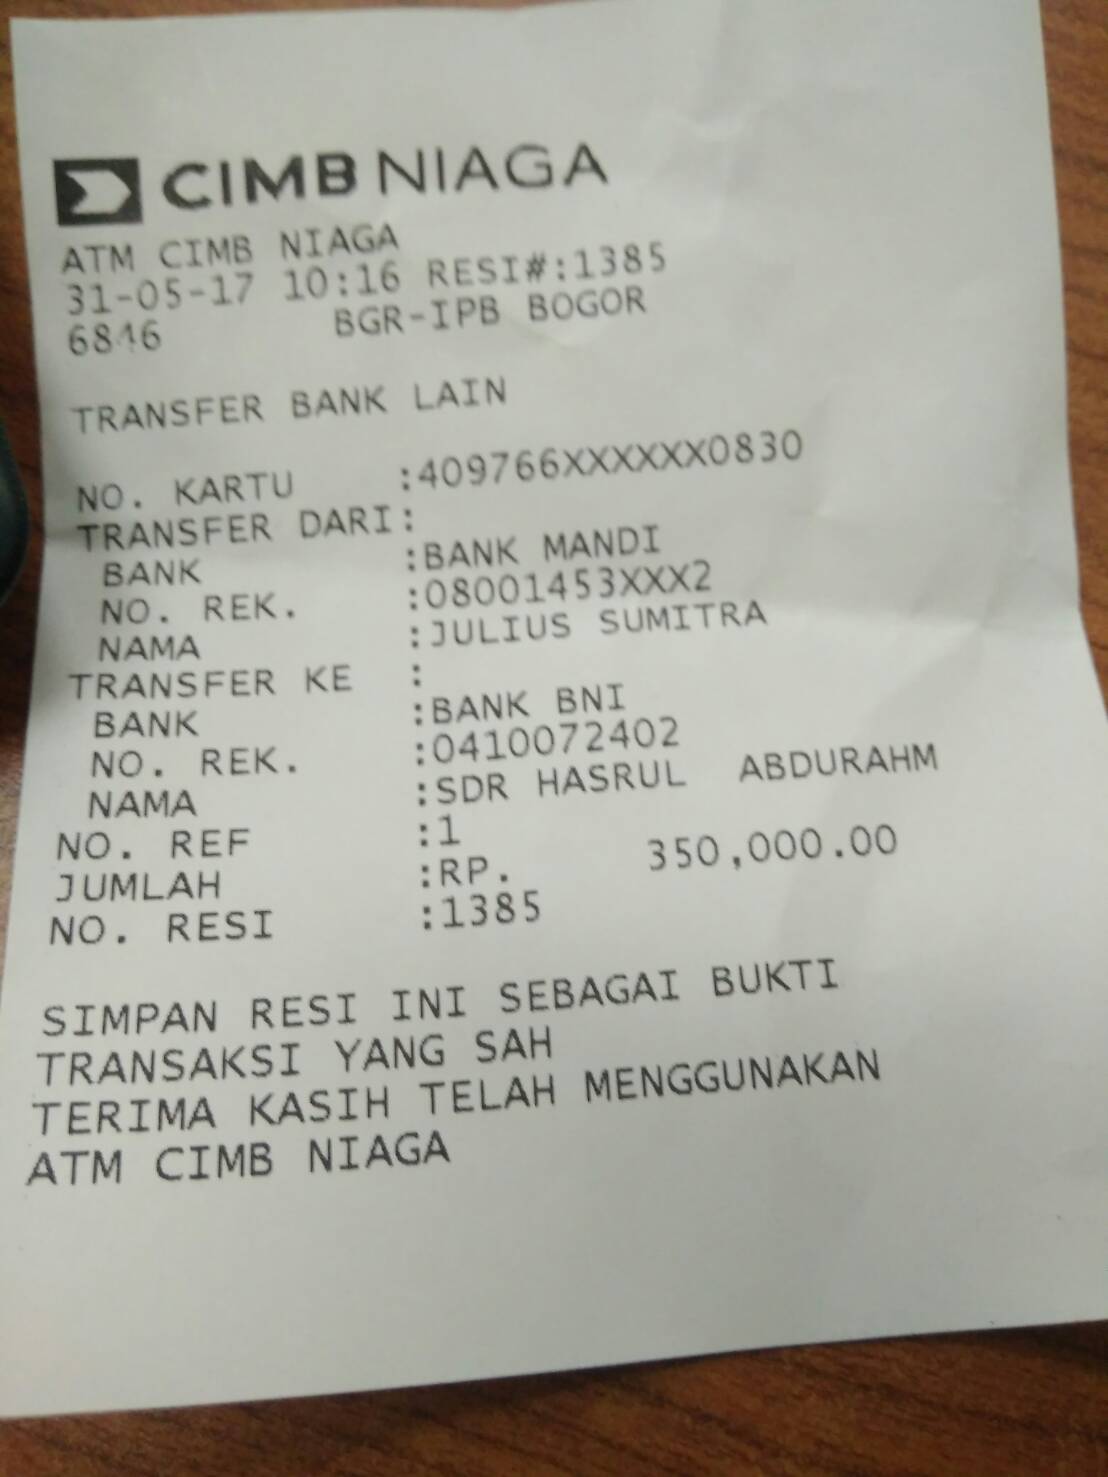 CIMB NIAGA
ATM CIMB NIAGA
31-05-17 10:16 RESI#:1385
6846 BGR-IPB BOGOR
TRANSFER BANK LAIN
NO. KARTU :409766XXXXXX0830
TRANSFER DARI:
BANK :BANK MANDI
NO. REK. :08001453XXX2
NAMA :JULIUS SUMITRA
TRANSFER KE :
BANK :BANK BNI
NO. REK. :0410072402
NAMA :SDR HASRUL ABDURAHM
NO. REF :1
JUMLAH :RP. 350,000.00
NO. RESI :1385
SIMPAN RESI INI SEBAGAI BUKTI
TRANSAKSI YANG SAH
TERIMA KASIH TELAH MENGGUNAKAN
ATM CIMB NIAGA